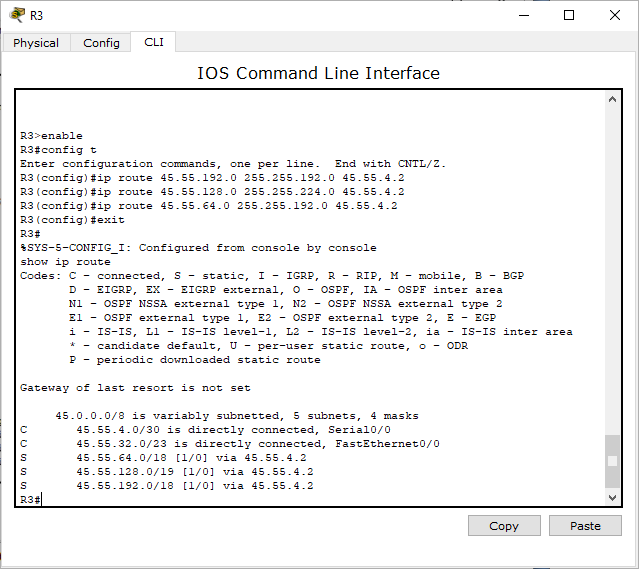 R3
Physical Config CLI
IOS Command Line Interface
R3>enable
R3#config t
Enter configuration commands, one per line.  End with CNTL/Z.
R3(config)#ip route 45.55.192.0 255.255.192.0 45.55.4.2
R3(config)#ip route 45.55.128.0 255.255.224.0 45.55.4.2
R3(config)#ip route 45.55.64.0 255.255.192.0 45.55.4.2
R3(config)#exit
R3#
%SYS-5-CONFIG_I: Configured from console by console
show ip route
Codes: C - connected, S - static, I - IGRP, R - RIP, M - mobile, B - BGP
       D - EIGRP, EX - EIGRP external, O - OSPF, IA - OSPF inter area
       N1 - OSPF NSSA external type 1, N2 - OSPF NSSA external type 2
       E1 - OSPF external type 1, E2 - OSPF external type 2, E - EGP
       i - IS-IS, L1 - IS-IS level-1, L2 - IS-IS level-2, ia - IS-IS inter area
       * - candidate default, U - per-user static route, o - ODR
       P - periodic downloaded static route
Gateway of last resort is not set
     45.0.0.0/8 is variably subnetted, 5 subnets, 4 masks
C       45.55.4.0/30 is directly connected, Serial0/0
C       45.55.32.0/23 is directly connected, FastEthernet0/0
S       45.55.64.0/18 [1/0] via 45.55.4.2
S       45.55.128.0/19 [1/0] via 45.55.4.2
S       45.55.192.0/18 [1/0] via 45.55.4.2
R3#
Copy Paste